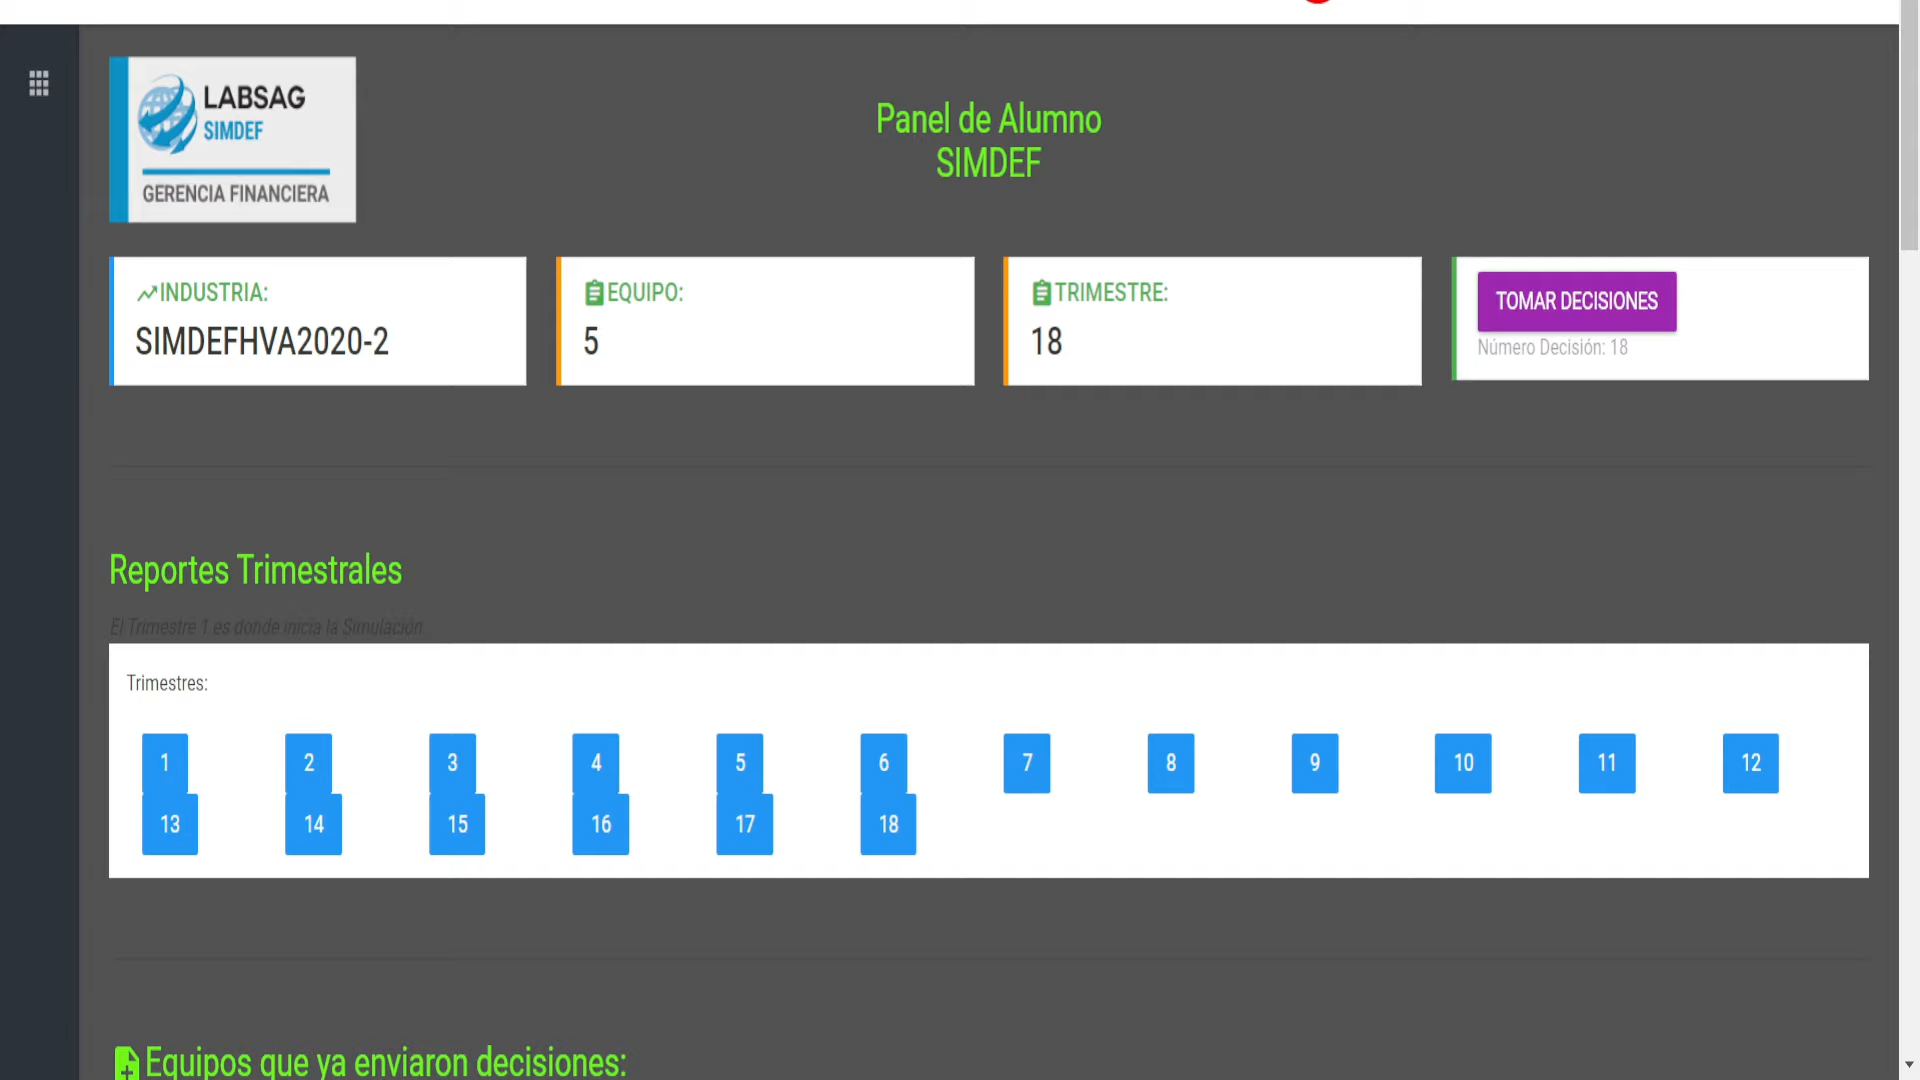 LABSAG
SIMDEF
GERENCIA FINANCIERA
Panel de Alumno
SIMDEF
INDUSTRIA:
SIMDEFHVA2020-2
EQUIPO:
5
TRIMESTRE:
18
TOMAR DECISIONES
Número Decisión: 18
Reportes Trimestrales
El Trimestre 1 es donde inicia la Simulación.
Trimestres:
1 2 3 4 5 6 7 8 9 10 11 12
13 14 15 16 17 18
Equipos que ya enviaron decisiones: